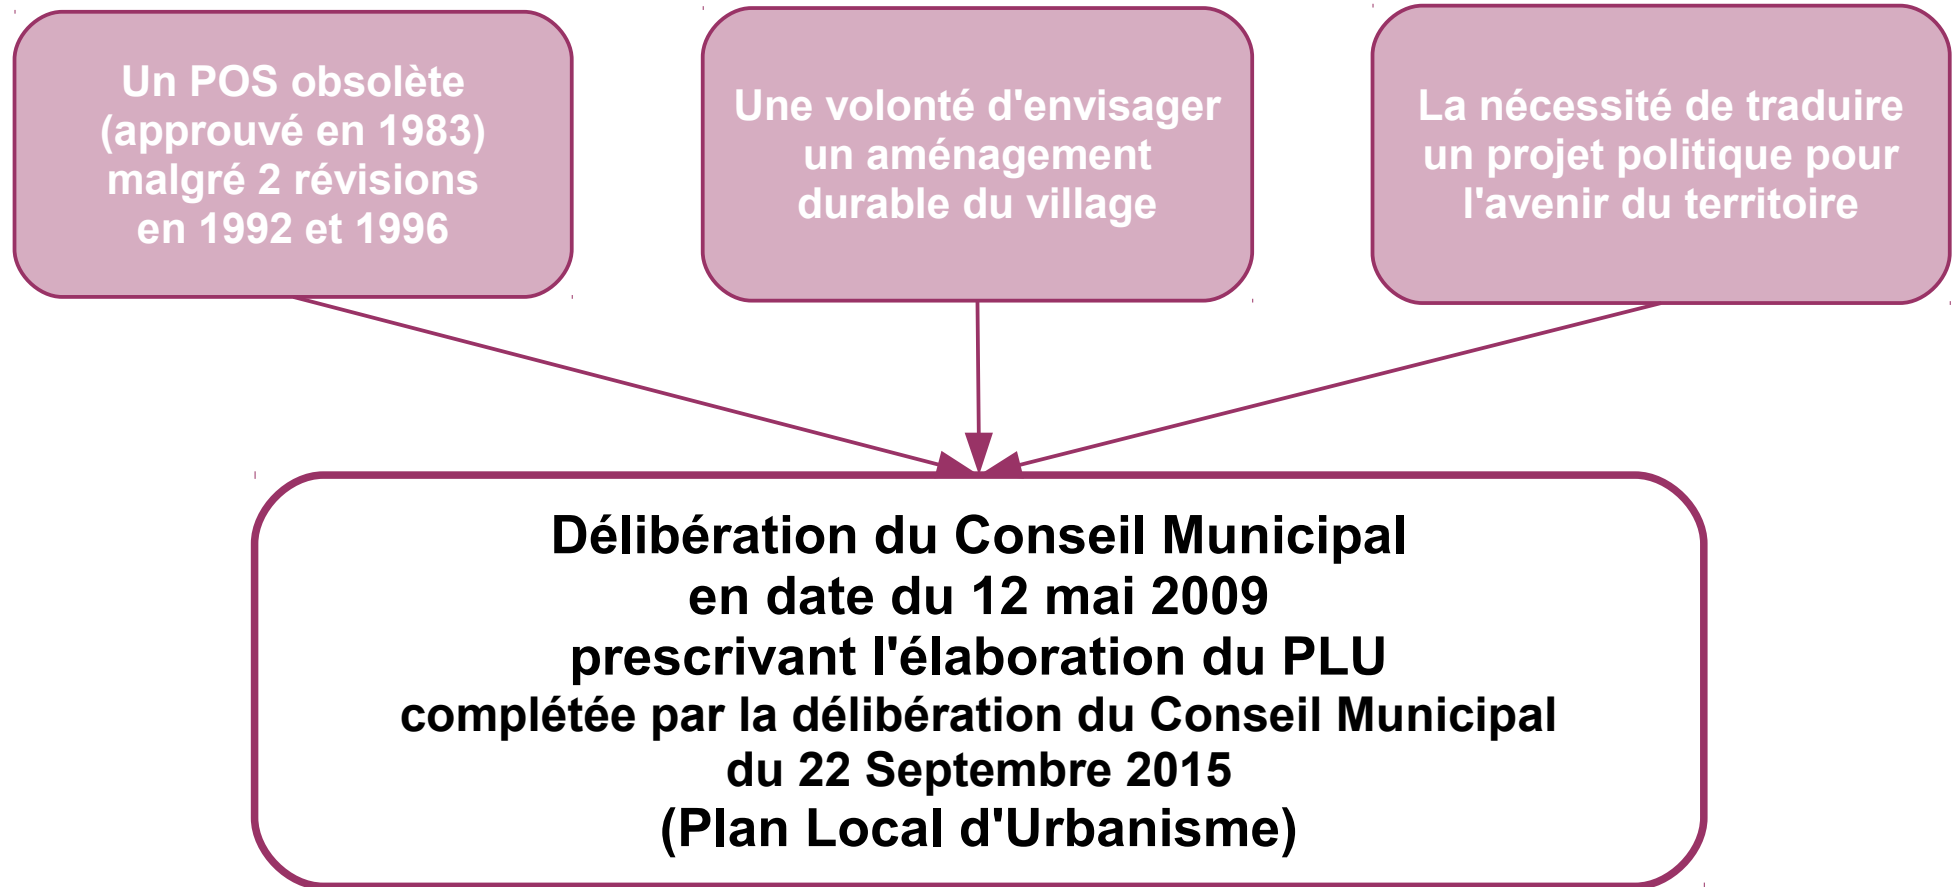 Un POS obsolète
(approuvé en 1983)
malgré 2 révisions
en 1992 et 1996
Une volonté d'envisager
un aménagement
durable du village
La nécessité de traduire
un projet politique pour
l'avenir du territoire
Délibération du Conseil Municipal
en date du 12 mai 2009
prescrivant l'élaboration du PLU
complétée par la délibération du Conseil Municipal
du 22 Septembre 2015
(Plan Local d'Urbanisme)